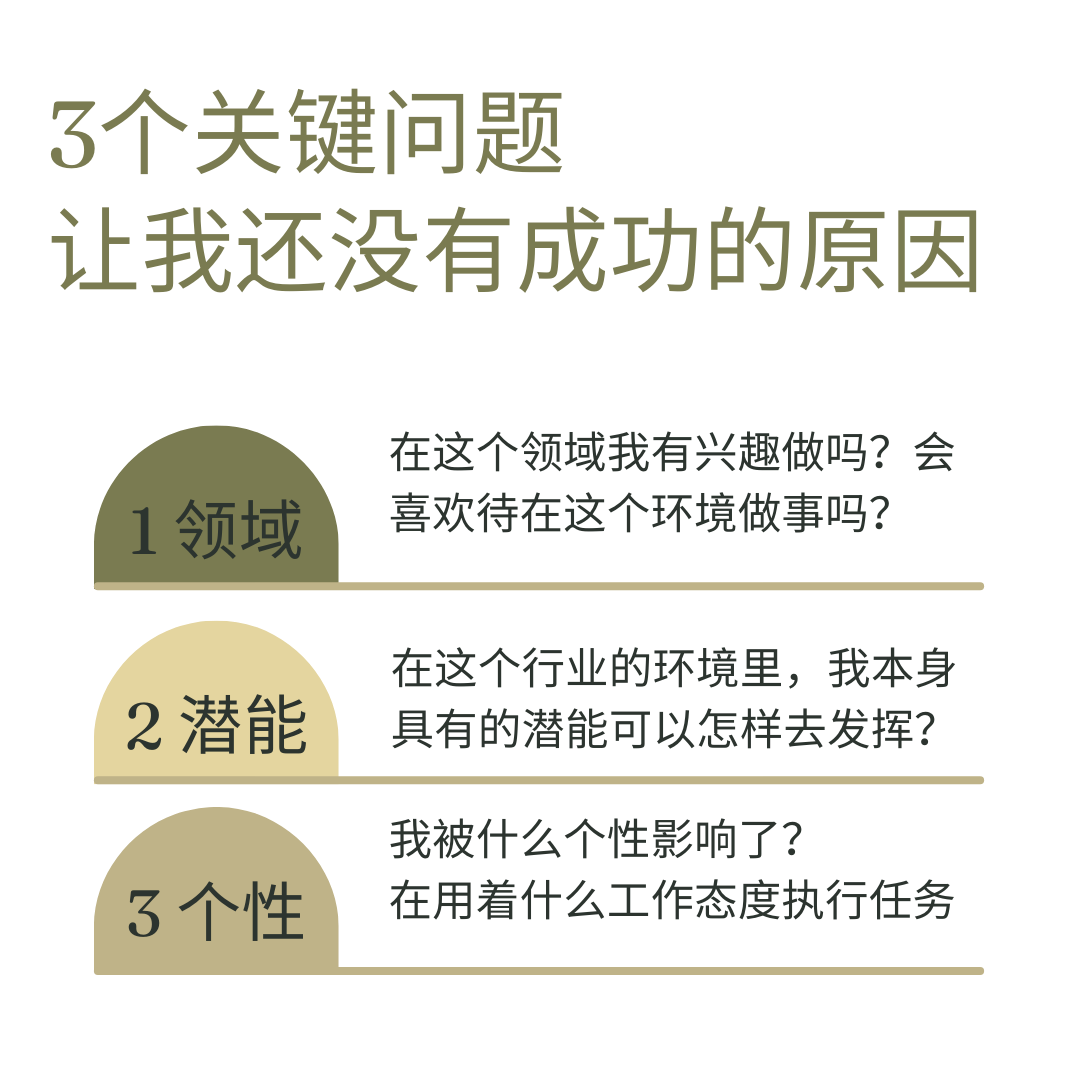 3个关键问题
让我还没有成功的原因
1 领域
在这个领域我有兴趣做吗？会
喜欢待在这个环境做事吗？
2 潜能
在这个行业的环境里，我本身
具有的潜能可以怎样去发挥？
3 个性
我被什么个性影响了？
在用着什么工作态度执行任务